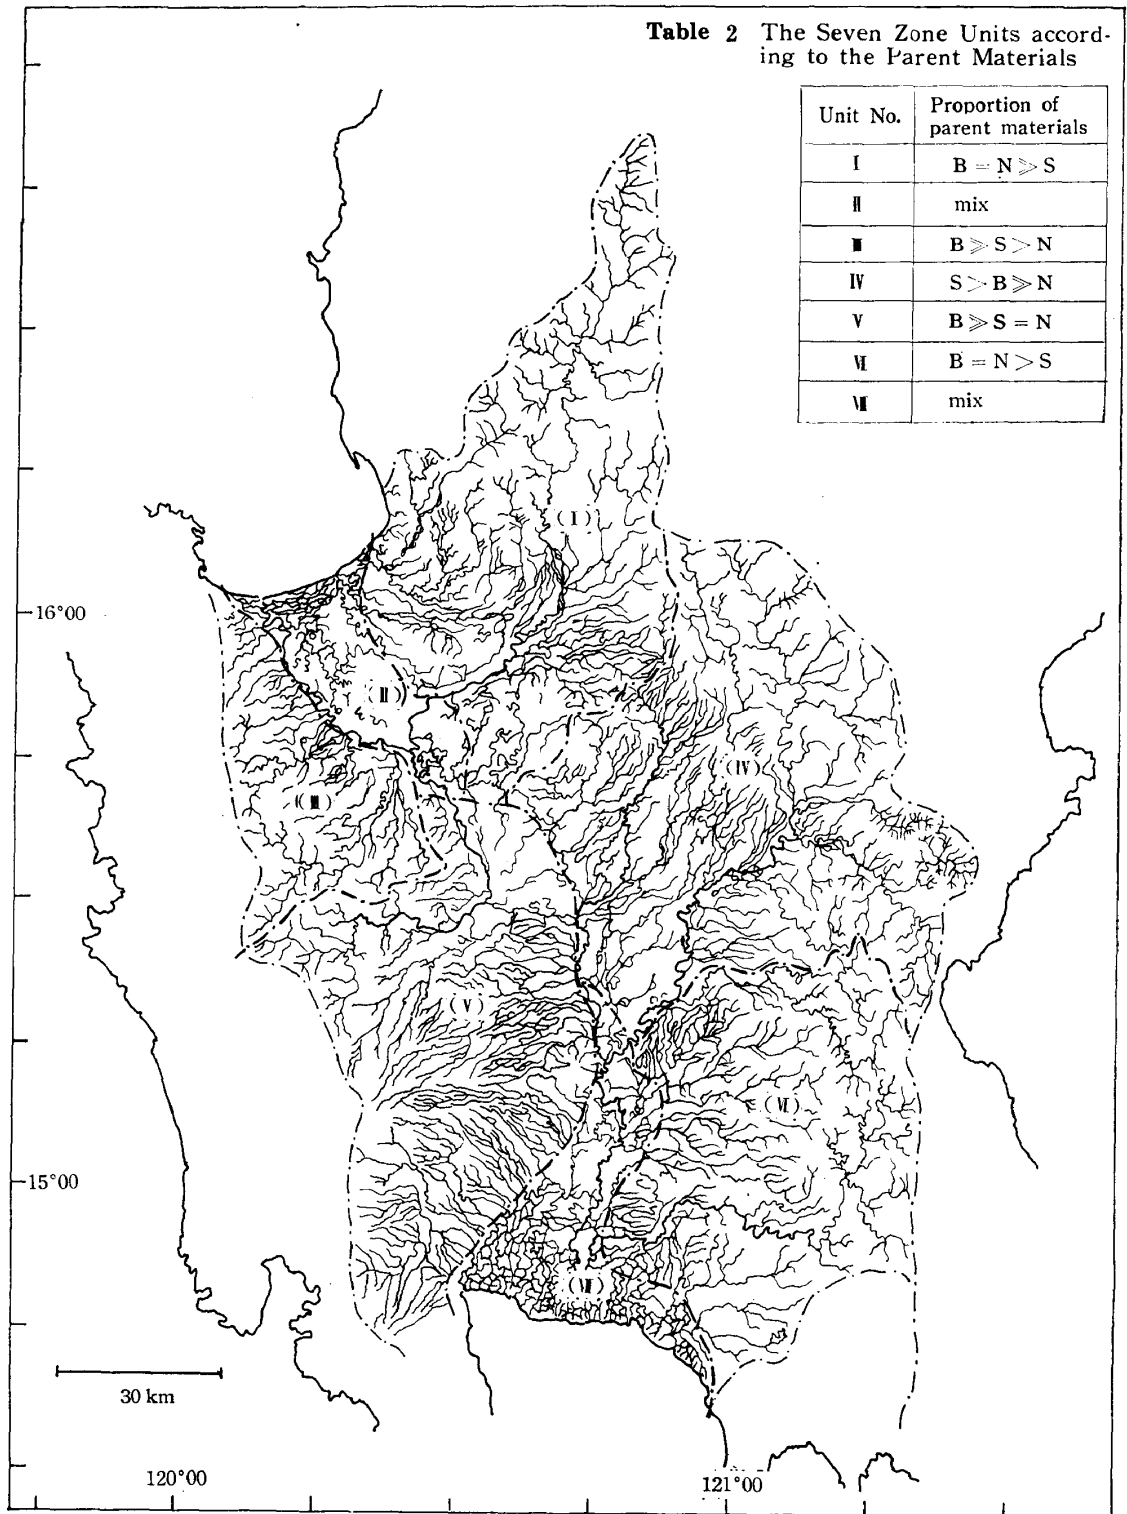 Table 2 The Seven Zone Units accord-
ing to the Parent Materials
Unit No. Proportion of
parent materials
I B = N ⩾ S
II mix
III B ⩾ S > N
IV S > B ⩾ N
V B ⩾ S = N
VI B = N > S
VII mix
(I)
(II)
(III)
(IV)
(V)
(VI)
(VII)
16°00
15°00
30 km
120°00
121°00